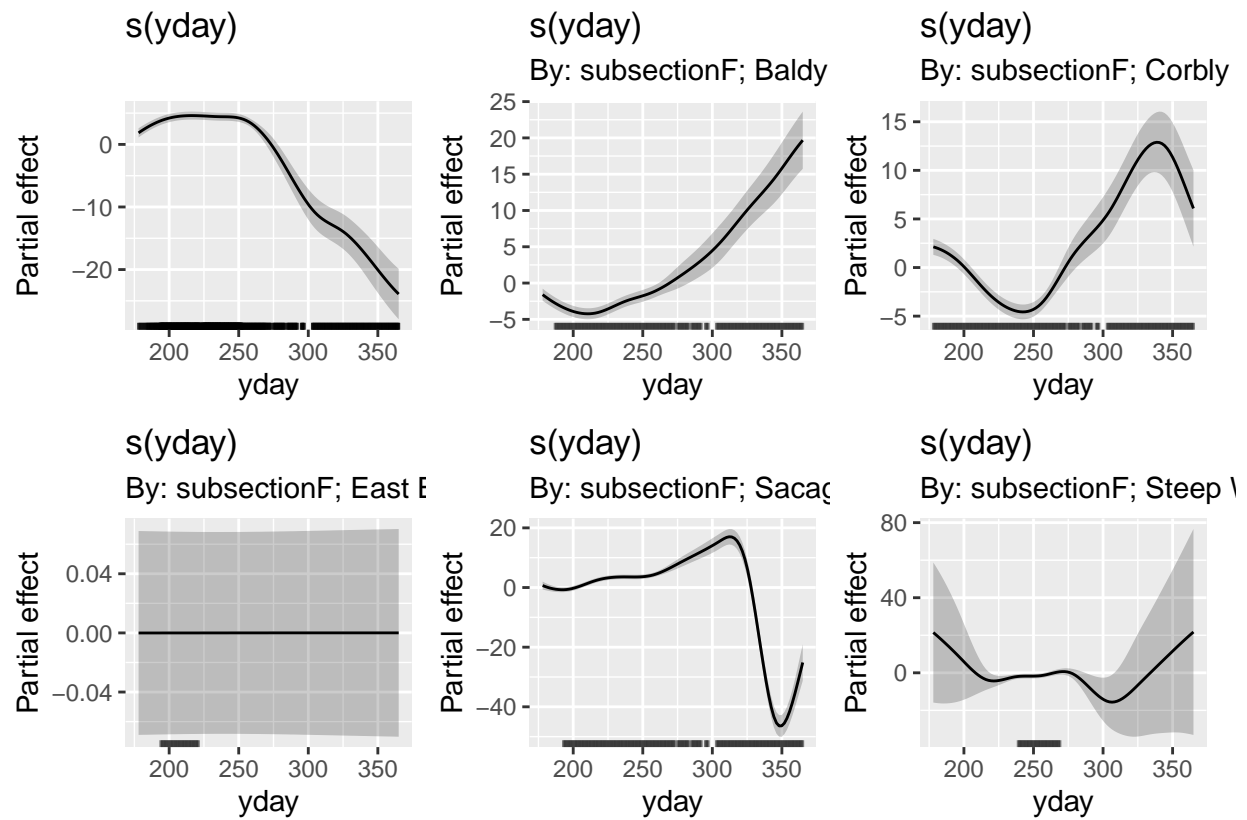 s(yday)
Partial effect
0
−10
−20
200 250 300 350
yday
s(yday)
By: subsectionF; Baldy
Partial effect
25
20
15
10
5
0
−5
200 250 300 350
yday
s(yday)
By: subsectionF; Corbly
Partial effect
15
10
5
0
−5
200 250 300 350
yday
s(yday)
By: subsectionF; East
Partial effect
0.04
0.00
−0.04
200 250 300 350
yday
s(yday)
By: subsectionF; Sacag
Partial effect
20
0
−20
−40
200 250 300 350
yday
s(yday)
By: subsectionF; Steep
Partial effect
80
40
0
200 250 300 350
yday